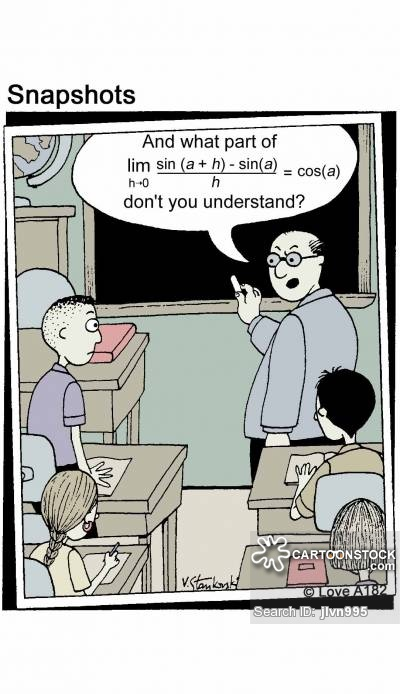 Snapshots
And what part of
lim sin (a + h) - sin(a) = cos(a)
h→0 h
don't you understand?
V. Stankovski
CARTOONSTOCK
.com
© Love A182
Search ID: jlvn995